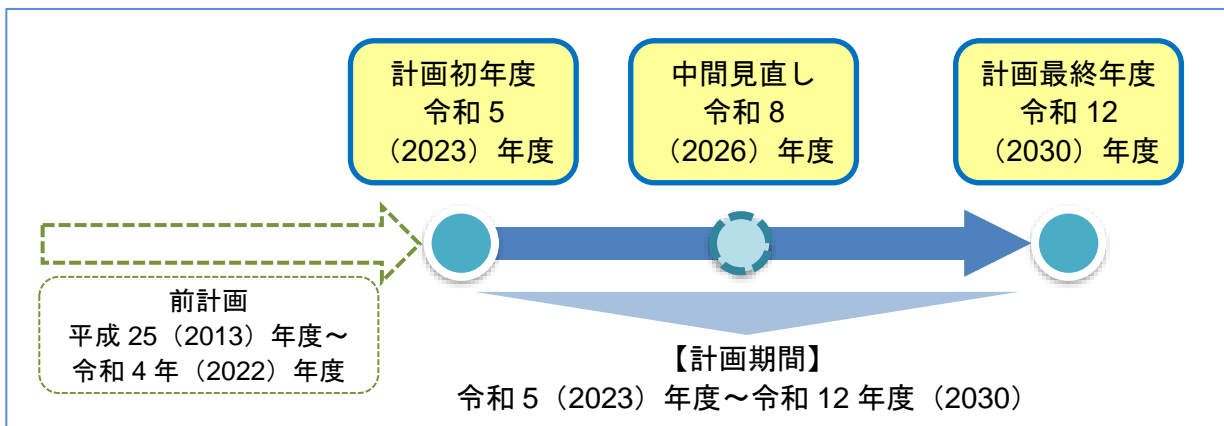 計画初年度
令和 5
（2023）年度
中間見直し
令和 8
（2026）年度
計画最終年度
令和 12
（2030）年度
前計画
平成 25（2013）年度～
令和 4 年（2022）年度
【計画期間】
令和 5（2023）年度～令和 12 年度（2030）